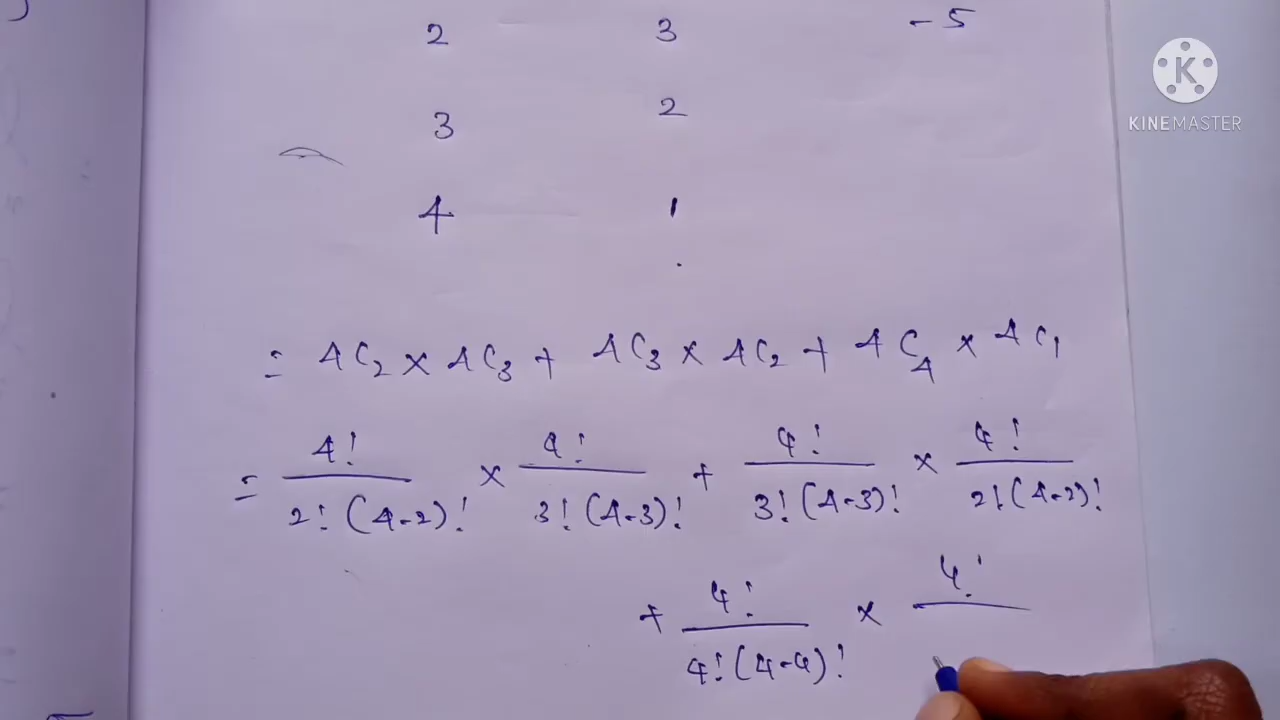 2 3 - 5
3 2
4 1
= 4C₂ × 4C₃ + 4C₃ × 4C₂ + 4C₄ × 4C₁
= 4!/2!(4-2)! × 4!/3!(4-3)! + 4!/3!(4-3)! × 4!/2!(4-2)!
+ 4!/4!(4-4)! × 4!
K
KINEMASTER